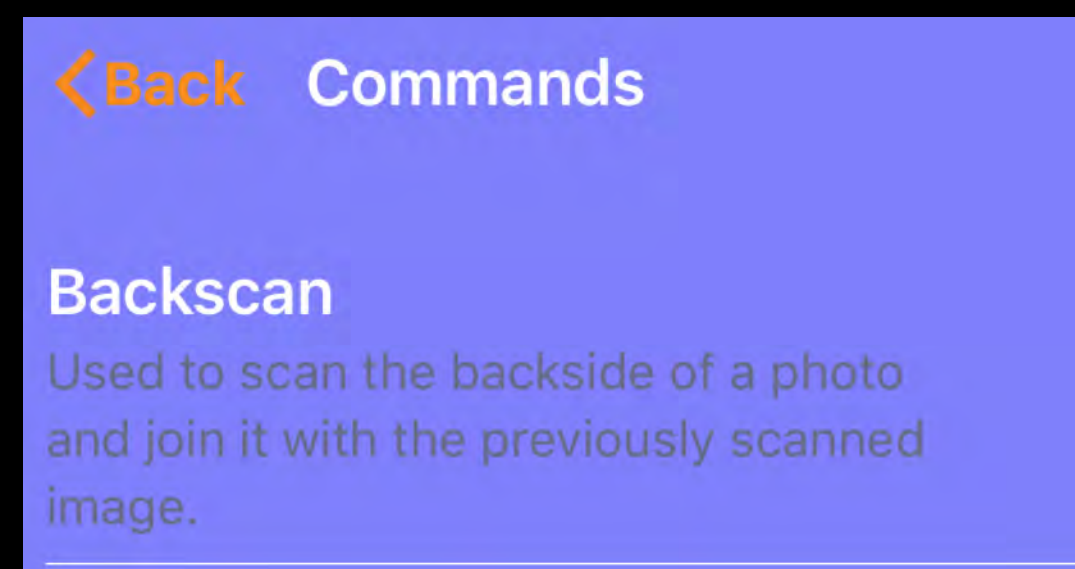 Back Commands
Backscan
Used to scan the backside of a photo
and join it with the previously scanned
image.